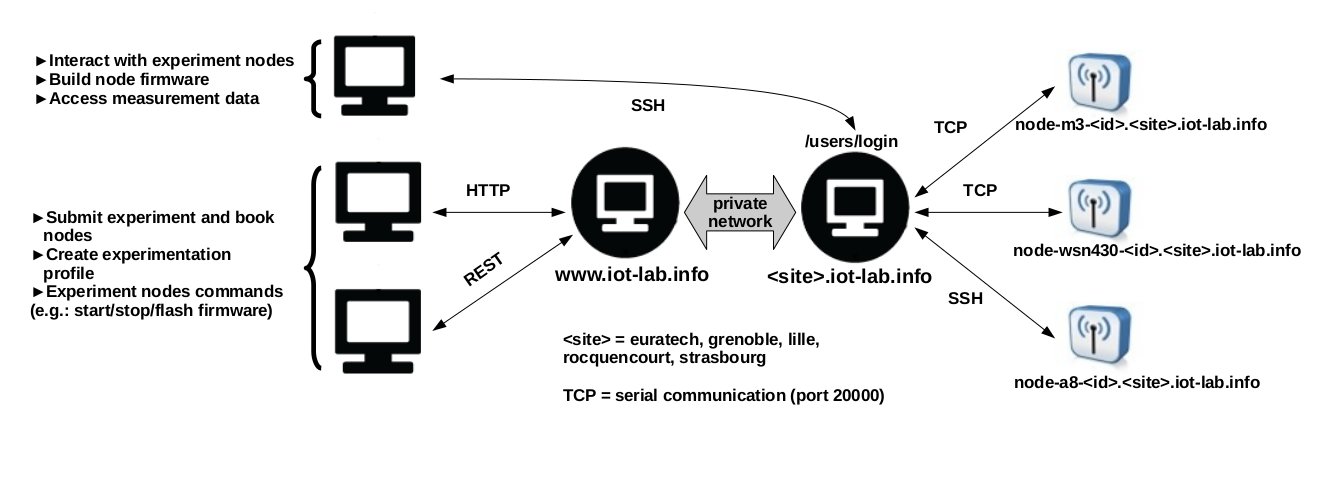 ►Interact with experiment nodes
►Build node firmware
►Access measurement data
SSH
/users/login
TCP
node-m3-<id>.<site>.iot-lab.info
►Submit experiment and book
nodes
►Create experimentation
profile
►Experiment nodes commands
(e.g.: start/stop/flash firmware)
HTTP
REST
www.iot-lab.info
private
network
<site>.iot-lab.info
TCP
node-wsn430-<id>.<site>.iot-lab.info
SSH
node-a8-<id>.<site>.iot-lab.info
<site> = euratech, grenoble, lille,
rocquencourt, strasbourg
TCP = serial communication (port 20000)